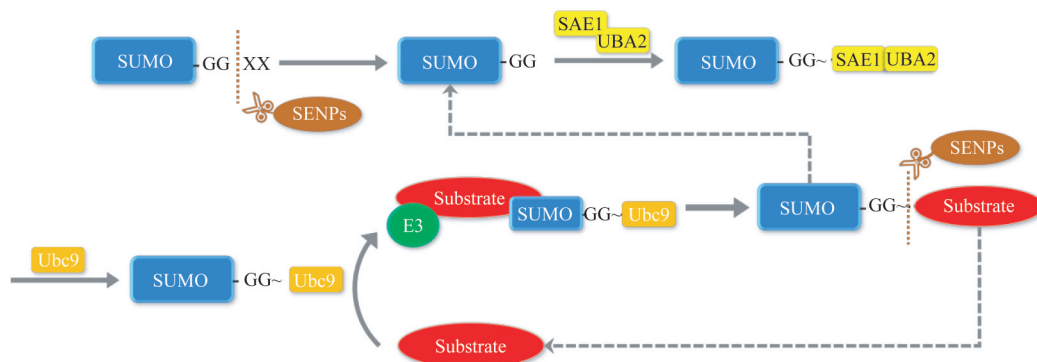 SUMO
-GG
XX
SENPs
SUMO
-GG
SAE1
UBA2
SUMO
-GG~
SAE1
UBA2
Ubc9
SUMO
-GG~
Ubc9
Substrate
E3
SUMO
-GG~
Ubc9
Substrate
SUMO
-GG~
SENPs
Substrate